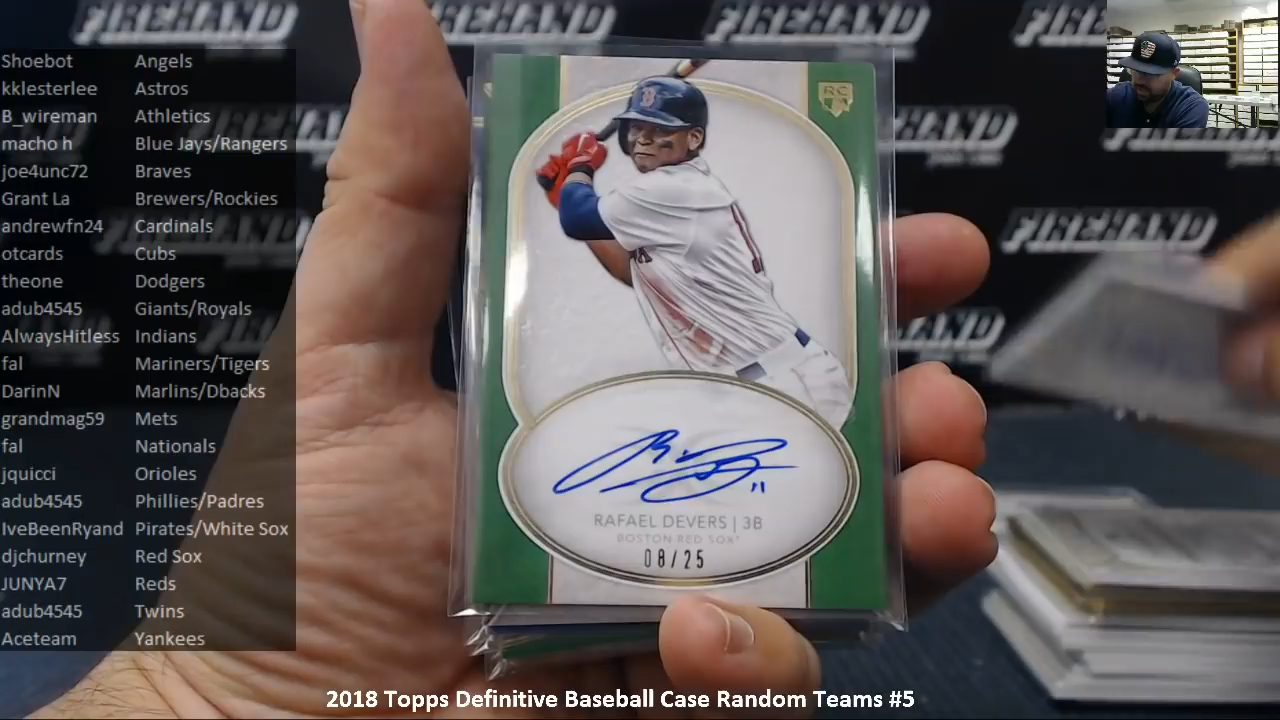 FIREHAND
FIREHAND
FIREHAND
Shoebot Angels
kklesterlee Astros
B_wireman Athletics
macho h Blue Jays/Rangers
joe4unc72 Braves
Grant La Brewers/Rockies
andrewfn24 Cardinals
otcards Cubs
theone Dodgers
adub4545 Giants/Royals
AlwaysHitless Indians
fal Mariners/Tigers
DarinN Marlins/Dbacks
grandmag59 Mets
fal Nationals
jquicci Orioles
adub4545 Phillies/Padres
IveBeenRyand Pirates/White Sox
djchurney Red Sox
JUNYA7 Reds
adub4545 Twins
Aceteam Yankees
RC
B
11
RAFAEL DEVERS | 3B
BOSTON RED SOX
08/25
FIREHAND
2018 Topps Definitive Baseball Case Random Teams #5